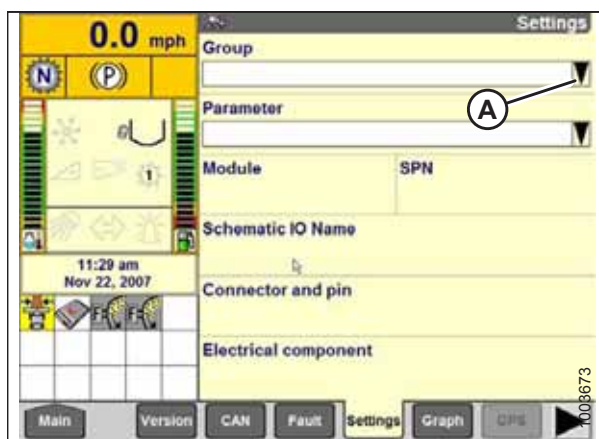 0.0 mph
N
(P)
1
11:29 am
Nov 22, 2007
Settings
Group
A
Parameter
Module SPN
Schematic IO Name
Connector and pin
Electrical component
Main Version CAN Fault Settings Graph GPS
1003673